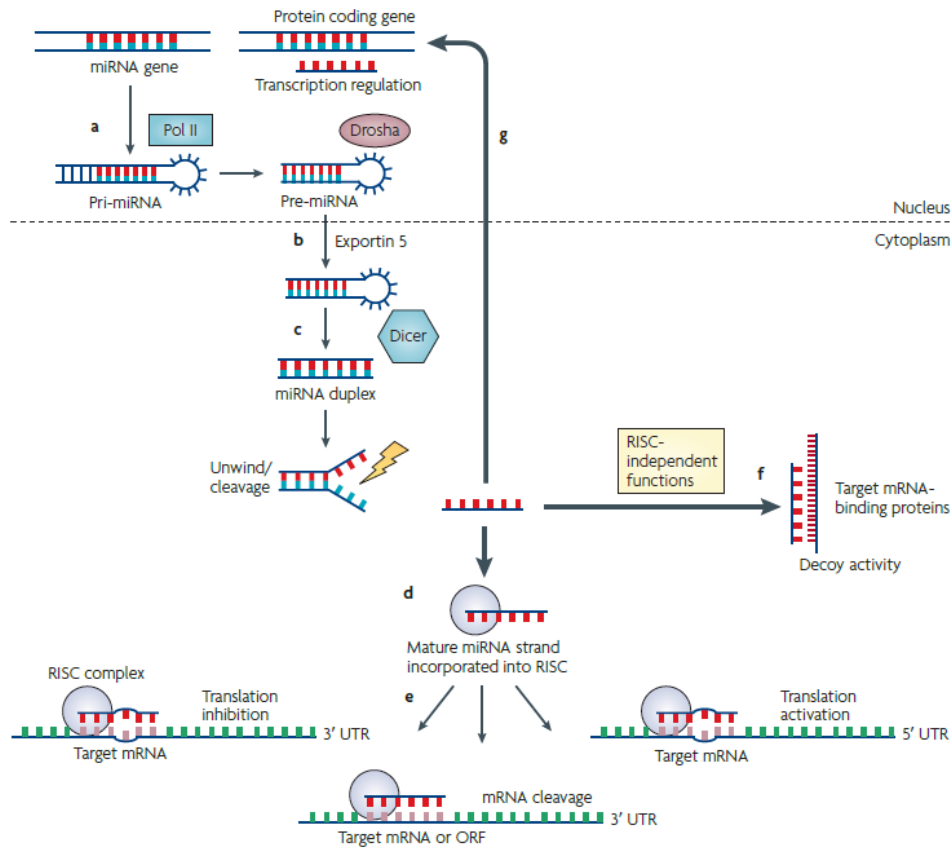 Protein coding gene
miRNA gene
Transcription regulation
a
Pol II
Drosha
g
Pri-miRNA
Pre-miRNA
Nucleus
Cytoplasm
b
Exportin 5
c
Dicer
miRNA duplex
Unwind/
cleavage
RISC-
independent
functions
f
Target mRNA-
binding proteins
Decoy activity
d
Mature miRNA strand
incorporated into RISC
e
RISC complex
Translation
inhibition
3′ UTR
Target mRNA
Translation
activation
5′ UTR
Target mRNA
mRNA cleavage
3′ UTR
Target mRNA or ORF